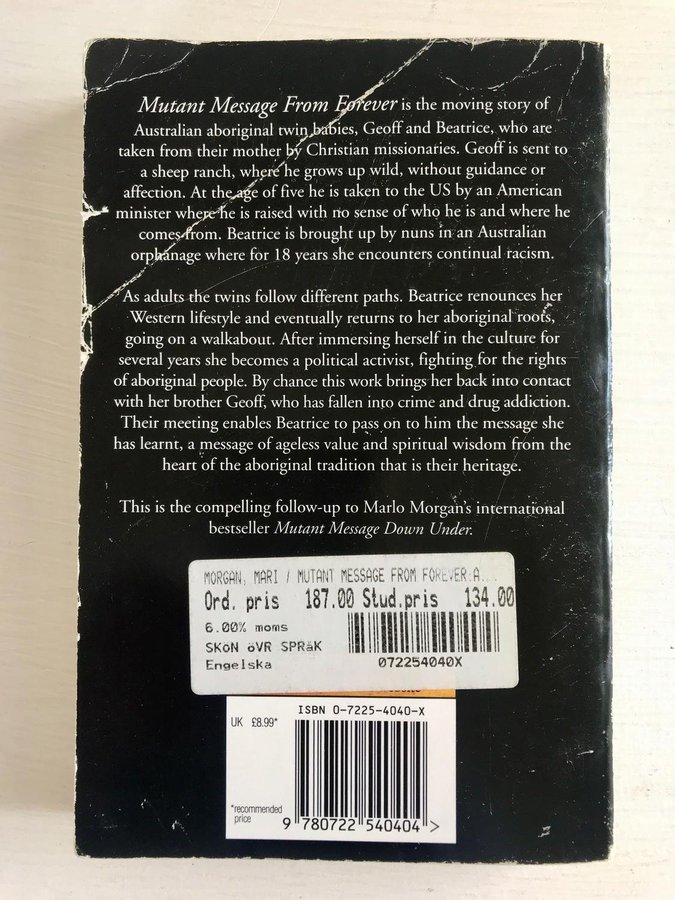 Mutant Message From Forever is the moving story of
Australian aboriginal twin babies, Geoff and Beatrice, who are
taken from their mother by Christian missionaries. Geoff is sent to
a sheep ranch, where he grows up wild, without guidance or
affection. At the age of five he is taken to the US by an American
minister where he is raised with no sense of who he is and where he
comes from. Beatrice is brought up by nuns in an Australian
orphanage where for 18 years she encounters continual racism.
As adults the twins follow different paths. Beatrice renounces her
Western lifestyle and eventually returns to her aboriginal roots,
going on a walkabout. After immersing herself in the culture for
several years she becomes a political activist, fighting for the rights
of aboriginal people. By chance this work brings her back into contact
with her brother Geoff, who has fallen into crime and drug addiction.
Their meeting enables Beatrice to pass on to him the message she
has learnt, a message of ageless value and spiritual wisdom from the
heart of the aboriginal tradition that is their heritage.
This is the compelling follow-up to Marlo Morgan's international
bestseller Mutant Message Down Under.
MORGAN, MARI / MUTANT MESSAGE FROM FOREVER:A...
Ord. pris 187.00 Stud.pris 134.00
6.00% moms
SKöN öVR SPRäK
Engelska
072254040X
ISBN 0-7225-4040-X
UK £8.99*
*recommended
price
9 780722 540404 >